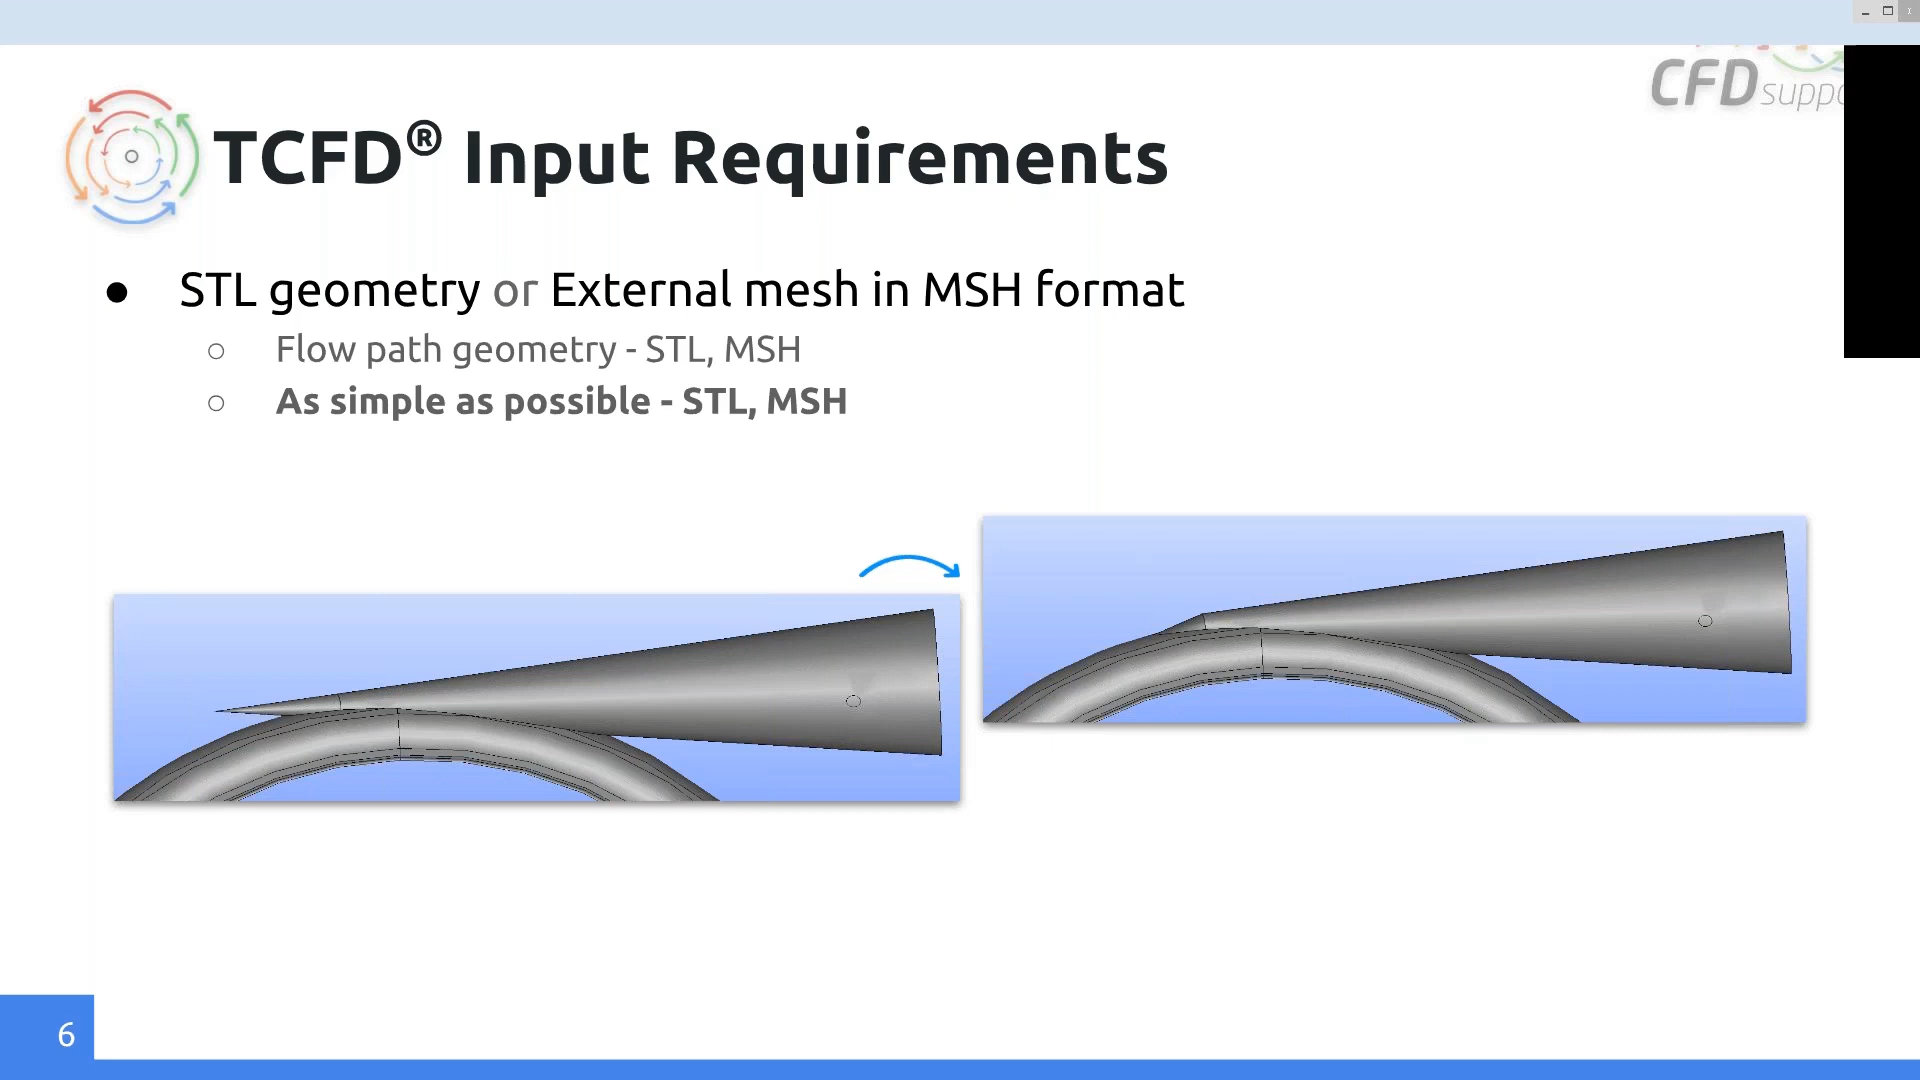 CFD
TCFD® Input Requirements
● STL geometry or External mesh in MSH format
○ Flow path geometry - STL, MSH
○ As simple as possible - STL, MSH
6